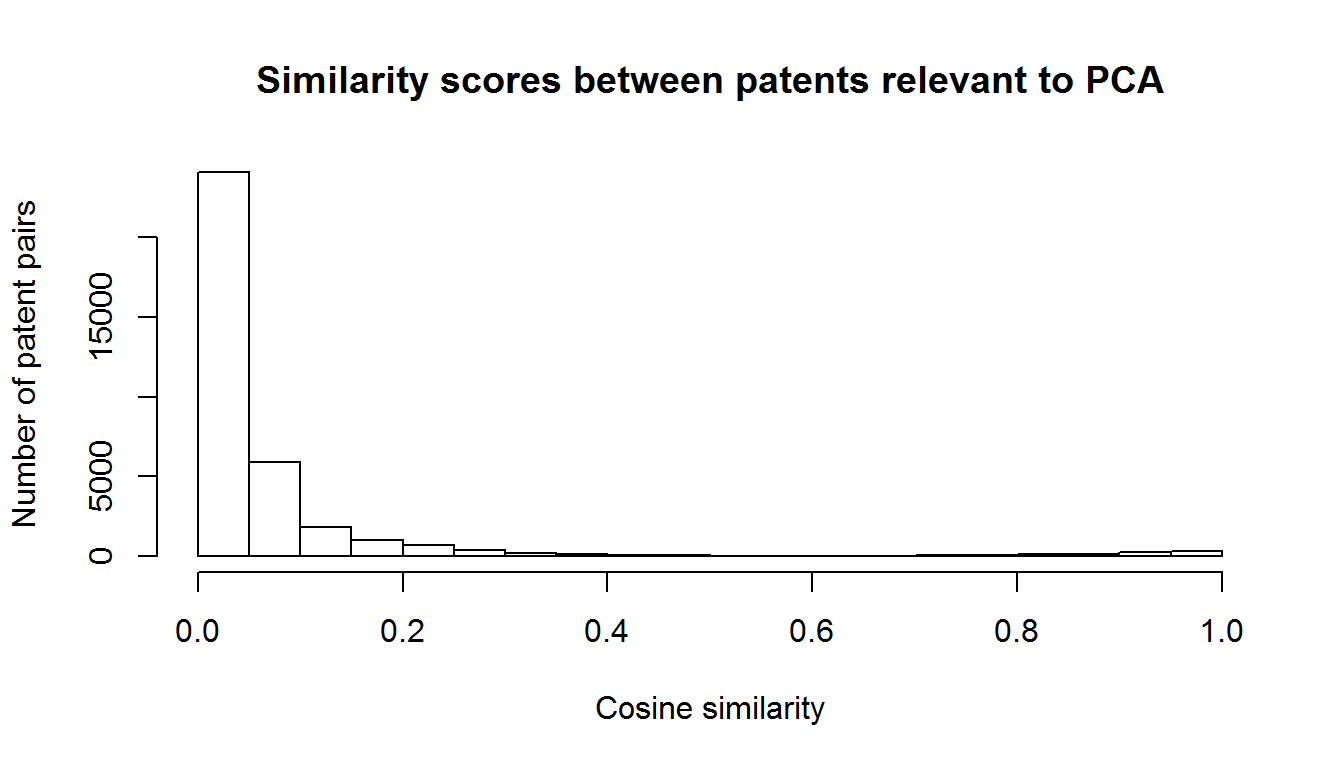 Similarity scores between patents relevant to PCA
Number of patent pairs
15000
5000
0
0.0 0.2 0.4 0.6 0.8 1.0
Cosine similarity